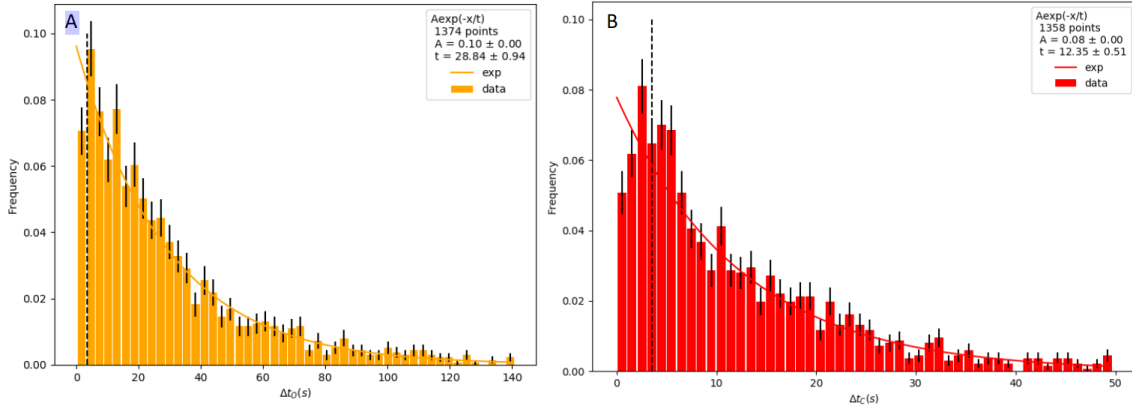 A
Aexp(-x/t)
1374 points
A = 0.10 ± 0.00
t = 28.84 ± 0.94
exp
data
0.10
0.08
0.06
0.04
0.02
0.00
Frequency
0 20 40 60 80 100 120 140
Δt_O(s)
B
Aexp(-x/t)
1358 points
A = 0.08 ± 0.00
t = 12.35 ± 0.51
exp
data
0.10
0.08
0.06
0.04
0.02
0.00
Frequency
0 10 20 30 40 50
Δt_C(s)